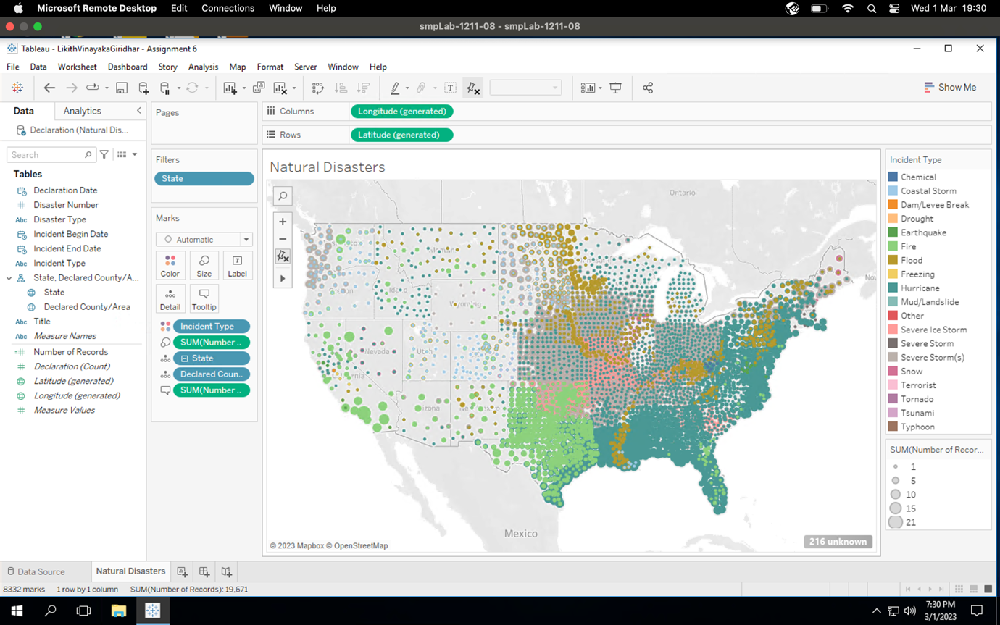 Microsoft Remote Desktop Edit Connections Window Help Wed 1 Mar 19:30
smpLab-1211-08 - smpLab-1211-08
Tableau - LikithVinayakaGiridhar - Assignment 6
File Data Worksheet Dashboard Story Analysis Map Format Server Window Help
Show Me
Data Analytics
Declaration (Natural Dis...
Search
Tables
Declaration Date
# Disaster Number
Abc Disaster Type
Incident Begin Date
Incident End Date
Abc Incident Type
State, Declared County/A...
State
Declared County/Area
Abc Title
Abc Measure Names
Number of Records
# Declaration (Count)
Latitude (generated)
Longitude (generated)
# Measure Values
Pages
Filters
State
Marks
Automatic
Color Size Label
Detail Tooltip
Incident Type
SUM(Number ..
State
Declared Coun..
SUM(Number ..
Columns Longitude (generated)
Rows Latitude (generated)
Natural Disasters
Ontario
Wyoming
Nevada
Mexico
© 2023 Mapbox © OpenStreetMap
216 unknown
Incident Type
Chemical
Coastal Storm
Dam/Levee Break
Drought
Earthquake
Fire
Flood
Freezing
Hurricane
Mud/Landslide
Other
Severe Ice Storm
Severe Storm
Severe Storm(s)
Snow
Terrorist
Tornado
Tsunami
Typhoon
SUM(Number of Recor...
1
5
10
15
21
Data Source Natural Disasters
8332 marks 1 row by 1 column SUM(Number of Records): 19,671
7:30 PM
3/1/2023